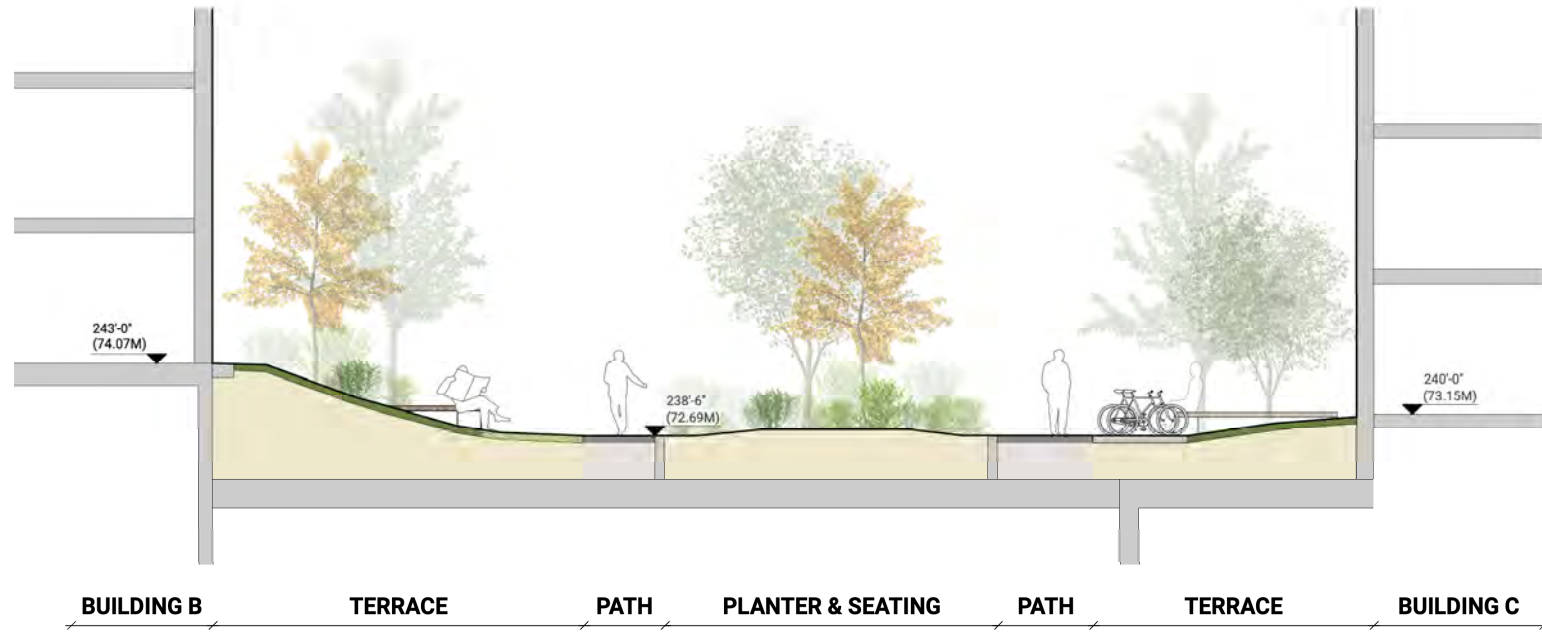 243'-0"
(74.07M)
238'-6"
(72.69M)
240'-0"
(73.15M)
BUILDING B TERRACE PATH PLANTER & SEATING PATH TERRACE BUILDING C